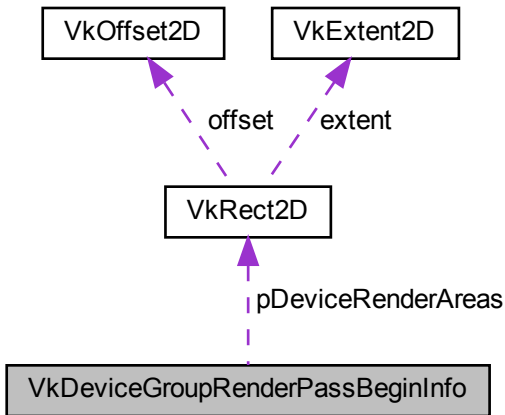 VkOffset2D
VkExtent2D
offset
extent
VkRect2D
pDeviceRenderAreas
VkDeviceGroupRenderPassBeginInfo